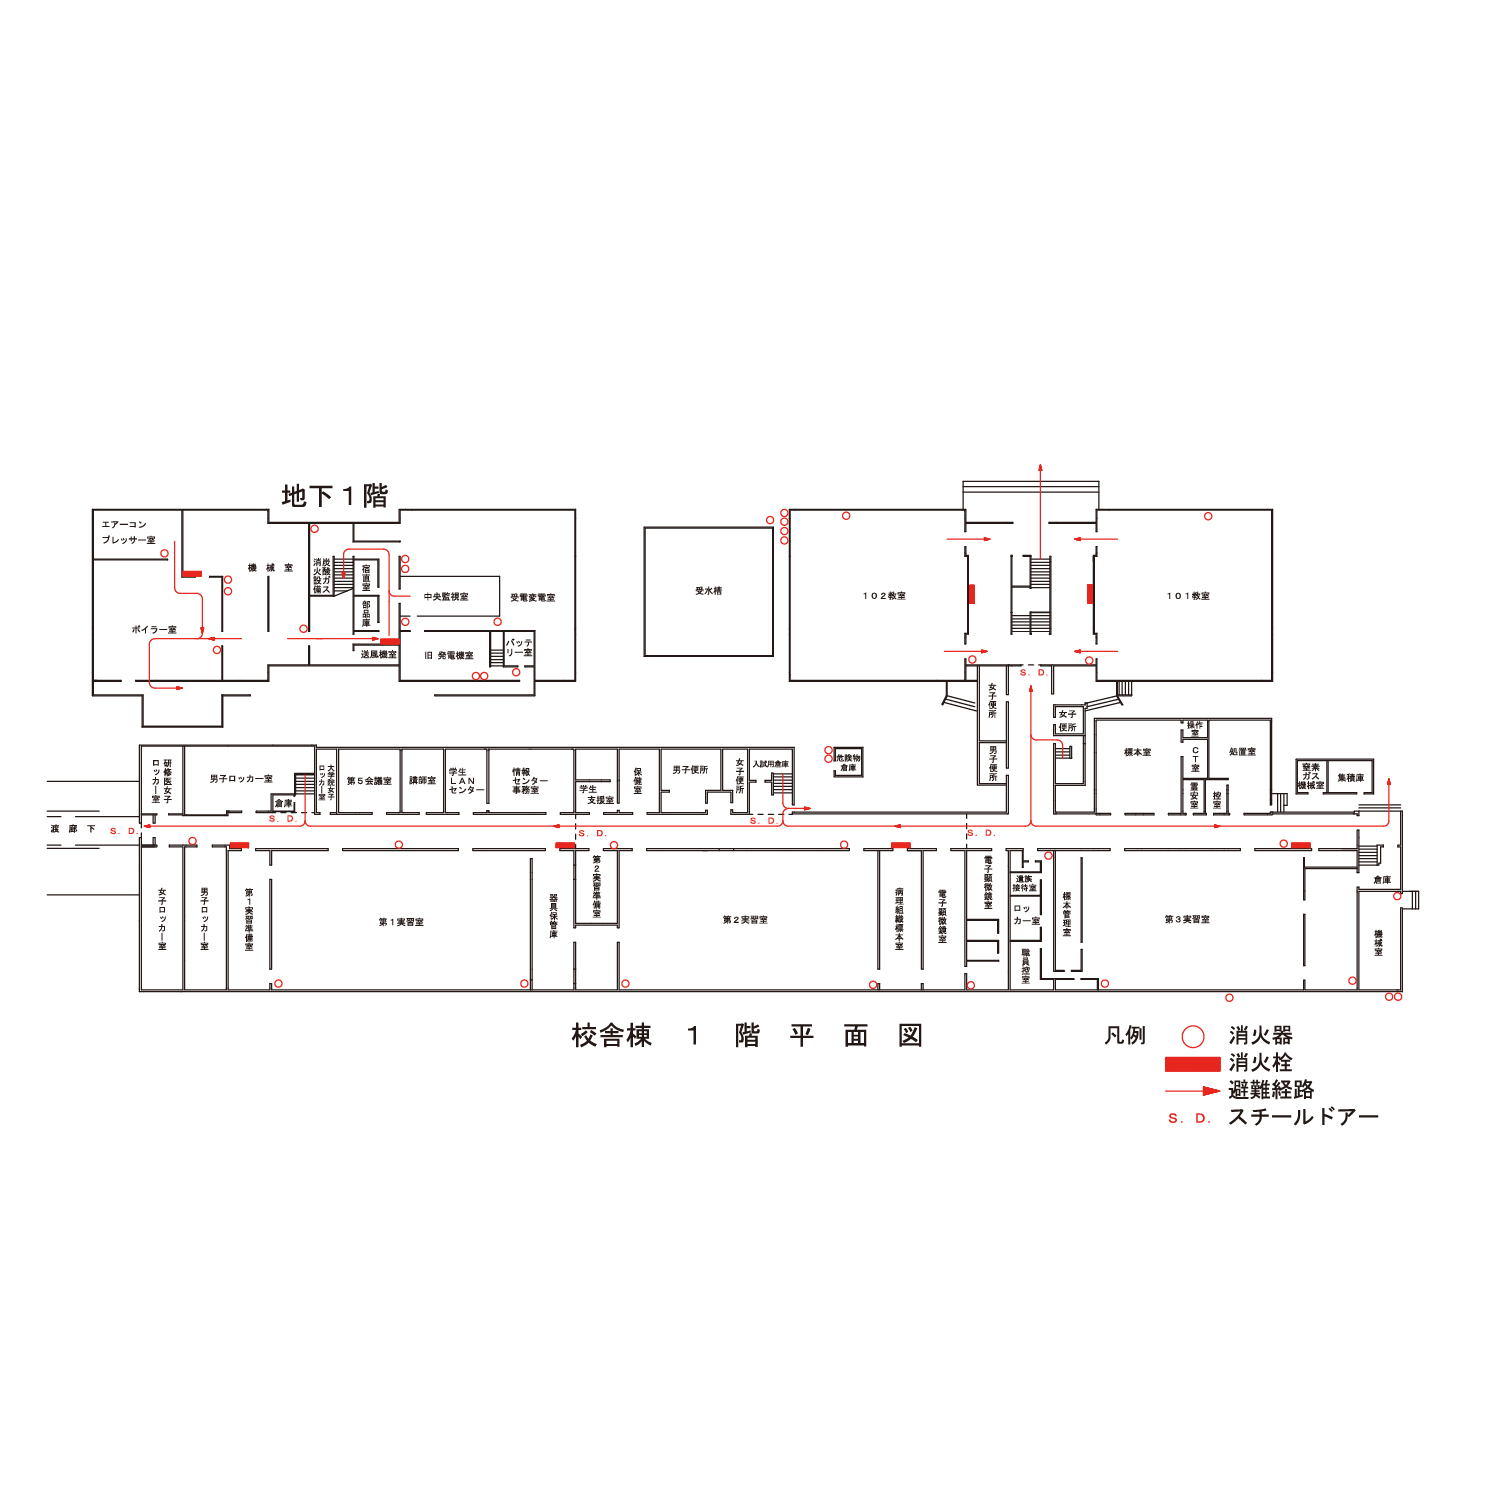 地下１階
エアーコン
プレッサー室
機 械 室
炭酸ガス
消火設備
宿直室
部品庫
中央監視室
受電変電室
ボイラー室
送風機室
旧 発電機室
バッテ
リー室
受水槽
１０２教室
１０１教室
S. D.
女子便所
男子便所
女子
便所
標本室
操作
室
ＣＴ室
処置室
霊安室
控室
窒素
ガス
機械室
集積庫
研修医女子
ロッカー室
男子ロッカー室
倉庫
大学院女子
ロッカー室
第５会議室
講師室
学生
ＬＡＮ
センター
情報
センター
事務室
学生
支援室
保健室
男子便所
女子便所
入試用倉庫
危険物
倉庫
渡 廊 下
S. D.
S. D.
S. D.
S. D.
S. D.
女子ロッカー室
男子ロッカー室
第１実習準備室
第１実習室
器具保管庫
第２実習準備室
第２実習室
病理組織標本室
電子顕微鏡室
電子顕微鏡室
遺族
接待室
ロッ
カー室
職員控室
標本管理室
第３実習室
倉庫
機械室
校舎棟 １ 階 平 面 図
凡例
消火器
消火栓
避難経路
S. D. スチールドアー